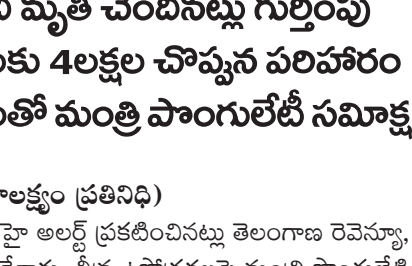 మృతి చెందినట్లు గుర్తింపు
కు 4లక్షల చొప్పున పరిహారం
తో మంత్రి పొంగులేటి సమీక్ష
లక్ష్యం ప్రతినిధి)
హై అలర్ట్ ప్రకటించినట్లు తెలంగాణ రెవెన్యూ,